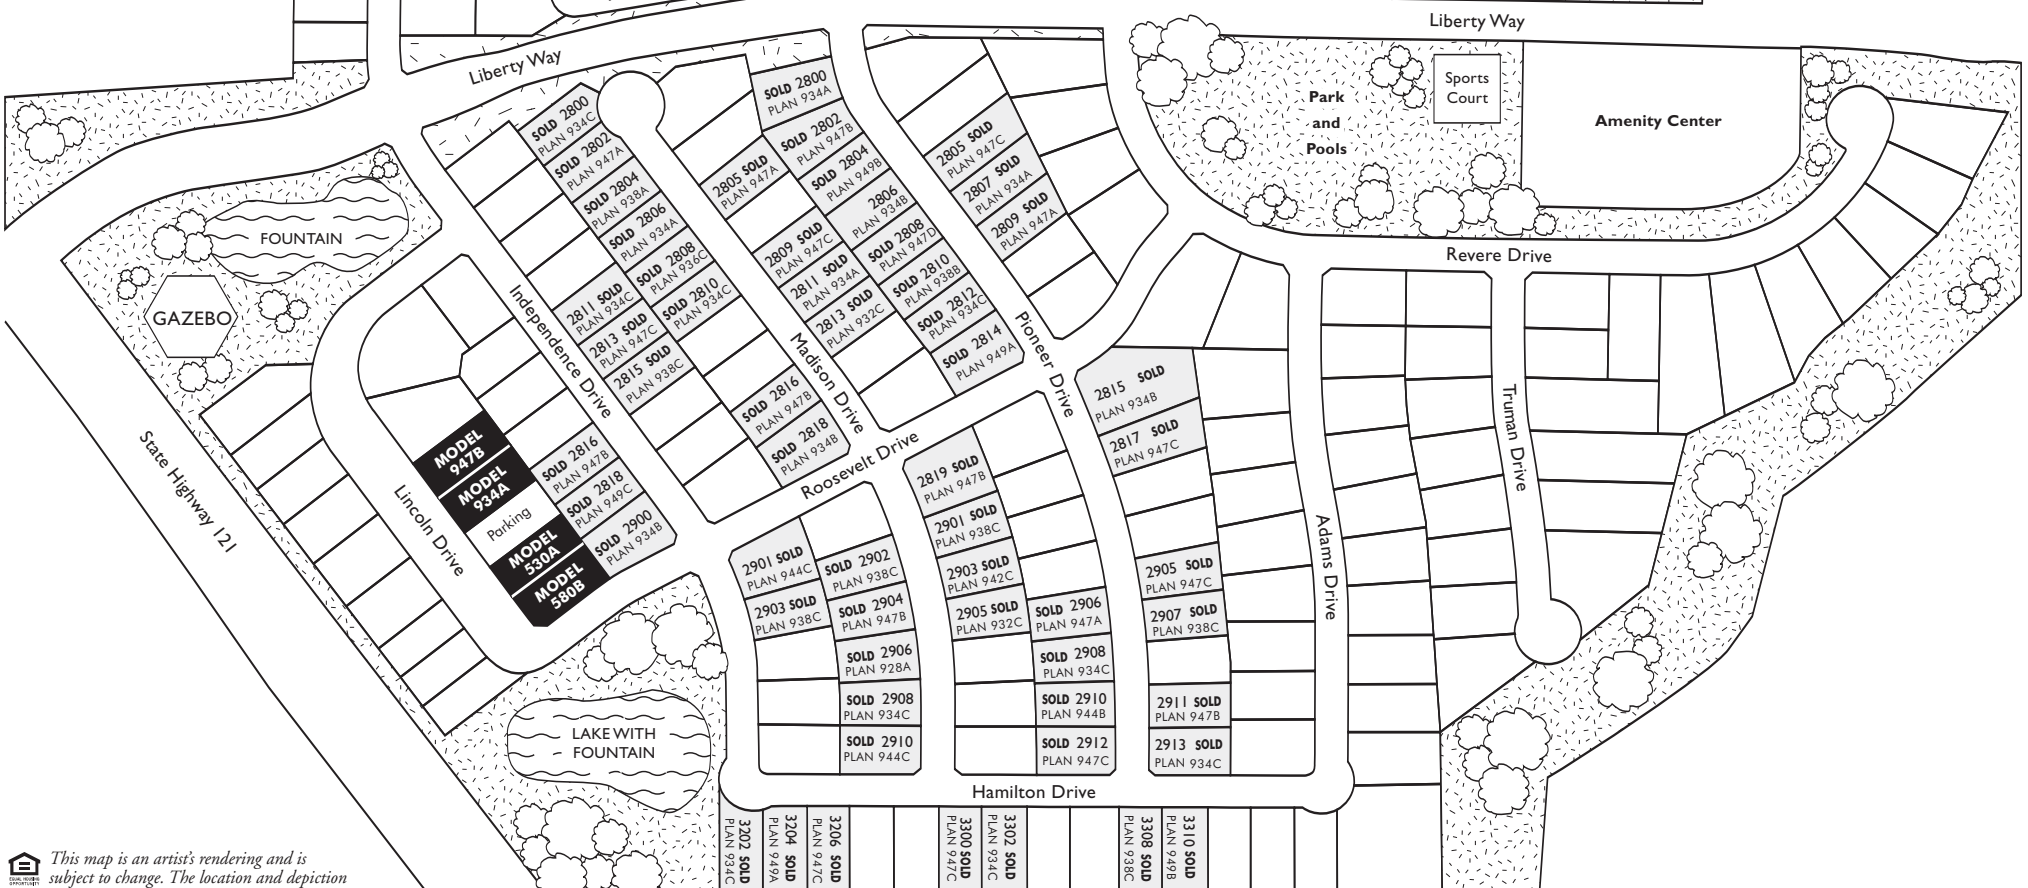 Liberty Way
Liberty Way
Park
and
Pools
Sports
Court
Amenity Center
Revere Drive
FOUNTAIN
GAZEBO
State Highway 121
Lincoln Drive
MODEL
947B
MODEL
934A
Parking
MODEL
530A
MODEL
580B
SOLD 2816
PLAN 947B
SOLD 2818
PLAN 949C
SOLD 2900
PLAN 934B
Independence Drive
SOLD 2800
PLAN 934C
SOLD 2802
PLAN 947A
SOLD 2804
PLAN 938A
SOLD 2806
PLAN 934A
SOLD 2808
PLAN 936C
SOLD 2810
PLAN 934C
2811 SOLD
PLAN 934C
2813 SOLD
PLAN 947C
2815 SOLD
PLAN 938C
SOLD 2816
PLAN 947B
SOLD 2818
PLAN 934B
Madison Drive
SOLD 2800
PLAN 934A
SOLD 2802
PLAN 947B
SOLD 2804
PLAN 949B
2805 SOLD
PLAN 947A
2806
PLAN 934B
SOLD 2808
PLAN 947D
2809 SOLD
PLAN 947C
SOLD 2810
PLAN 938B
2811 SOLD
PLAN 934A
SOLD 2812
PLAN 934C
2813 SOLD
PLAN 932C
SOLD 2814
PLAN 949A
Pioneer Drive
2805 SOLD
PLAN 947C
2807 SOLD
PLAN 934A
2809 SOLD
PLAN 947A
2815 SOLD
PLAN 934B
2817 SOLD
PLAN 947C
Roosevelt Drive
2819 SOLD
PLAN 947B
2901 SOLD
PLAN 938C
2903 SOLD
PLAN 942C
2905 SOLD
PLAN 932C
SOLD 2906
PLAN 947A
SOLD 2908
PLAN 934C
SOLD 2910
PLAN 944B
SOLD 2912
PLAN 947C
2901 SOLD
PLAN 944C
2903 SOLD
PLAN 938C
SOLD 2902
PLAN 938C
SOLD 2904
PLAN 947B
SOLD 2906
PLAN 928A
SOLD 2908
PLAN 934C
SOLD 2910
PLAN 944C
2905 SOLD
PLAN 947C
2907 SOLD
PLAN 938C
2911 SOLD
PLAN 947B
2913 SOLD
PLAN 934C
Adams Drive
Truman Drive
LAKE WITH
FOUNTAIN
Hamilton Drive
3202 SOLD
PLAN 934C
3204 SOLD
PLAN 949A
3206 SOLD
PLAN 947C
3300 SOLD
PLAN 947C
3302 SOLD
PLAN 934C
3308 SOLD
PLAN 938C
3310 SOLD
PLAN 949B
EQUAL HOUSING
OPPORTUNITY
This map is an artist's rendering and is
subject to change. The location and depiction